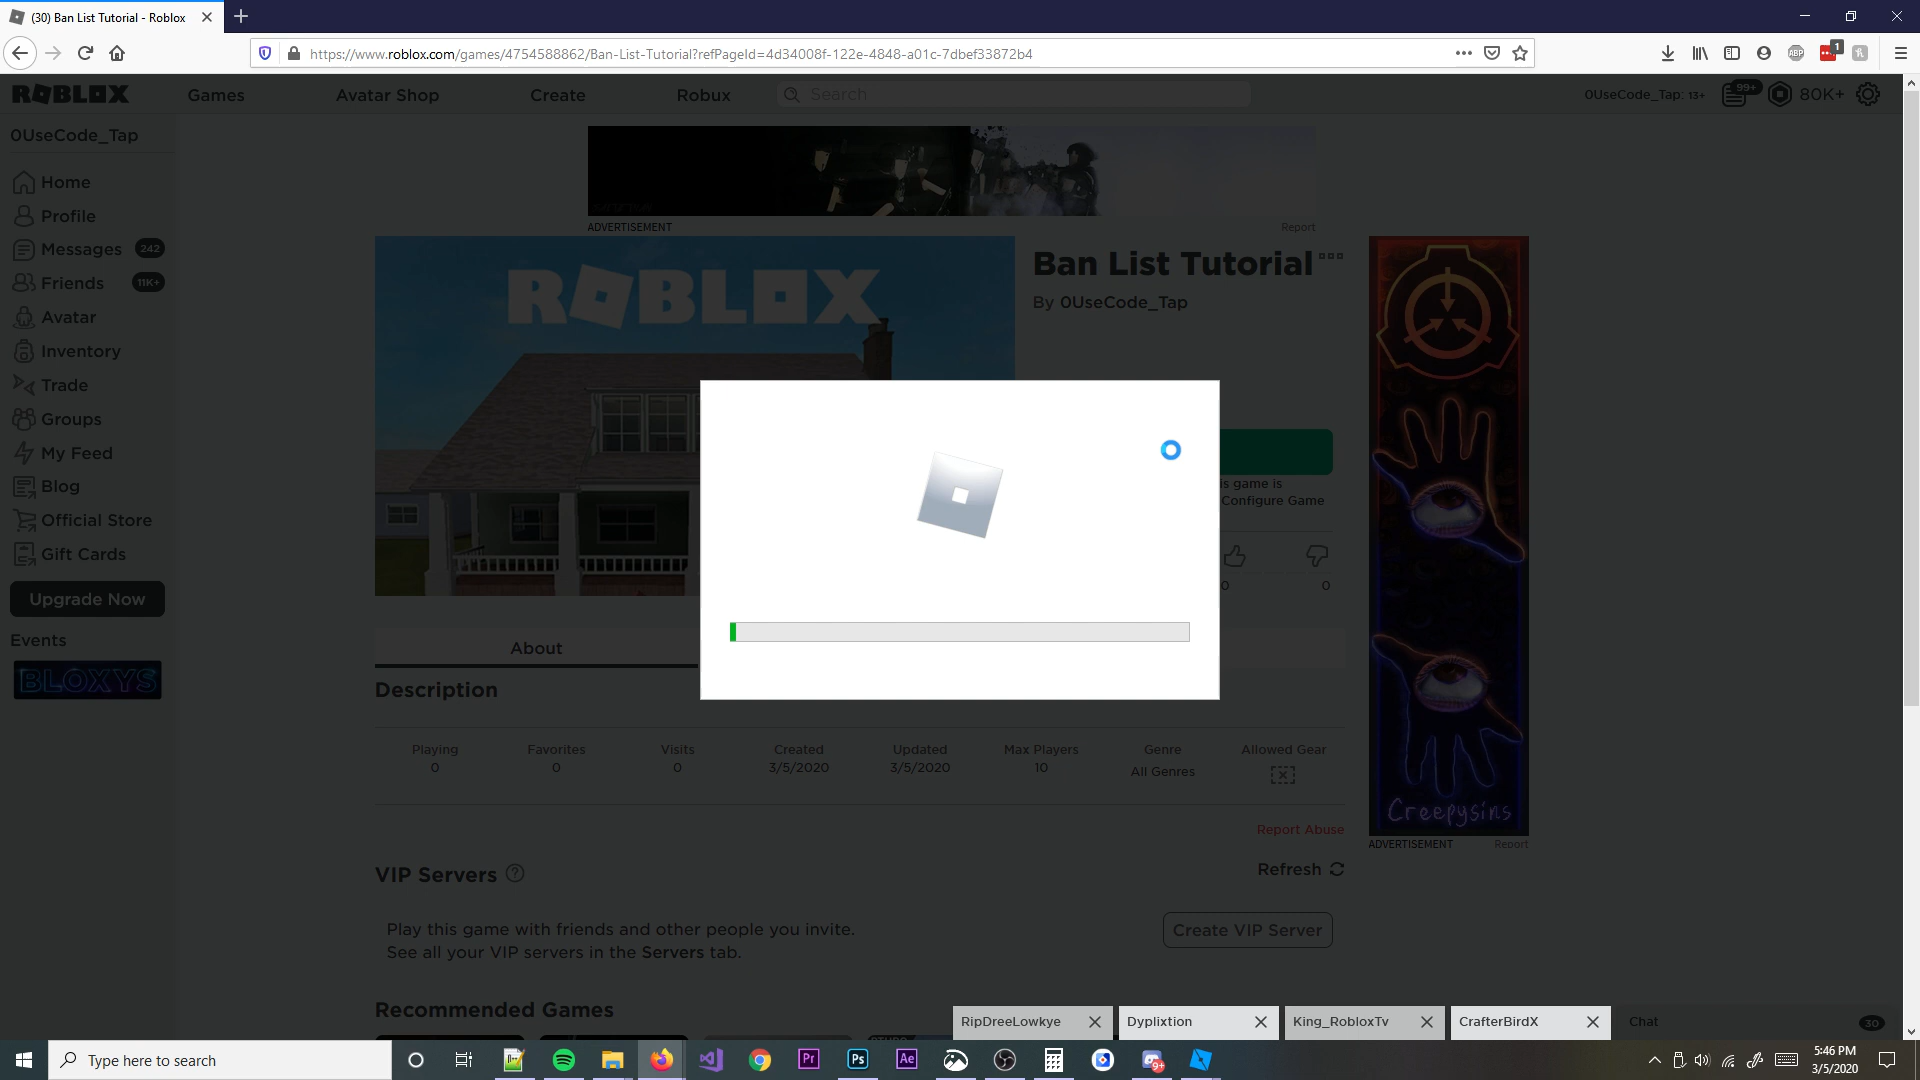 (30) Ban List Tutorial - Roblox
https://www.roblox.com/games/4754588862/Ban-List-Tutorial?refPageId=4d34008f-122e-4848-a01c-7dbef33872b4
ABP
1
ROBLOX
Games
Avatar Shop
Create
Robux
Search
0UseCode_Tap: 13+
99+
80K+
0UseCode_Tap
Home
Profile
Messages 242
Friends 11K+
Avatar
Inventory
Trade
Groups
My Feed
Blog
Official Store
Gift Cards
Upgrade Now
Events
BLOXYS
ADVERTISEMENT
Report
ROBLOX
Ban List Tutorial
By 0UseCode_Tap
is game is
Configure Game
0
0
About
Description
Playing
0
Favorites
0
Visits
0
Created
3/5/2020
Updated
3/5/2020
Max Players
10
Genre
All Genres
Allowed Gear
Report Abuse
VIP Servers
Refresh
Play this game with friends and other people you invite.
See all your VIP servers in the Servers tab.
Create VIP Server
Recommended Games
Creepysins
ADVERTISEMENT
Report
RipDreeLowkye
Dyplixtion
King_RobloxTv
CrafterBirdX
Chat
30
Type here to search
Pr
Ps
Ae
9+
5:46 PM
3/5/2020